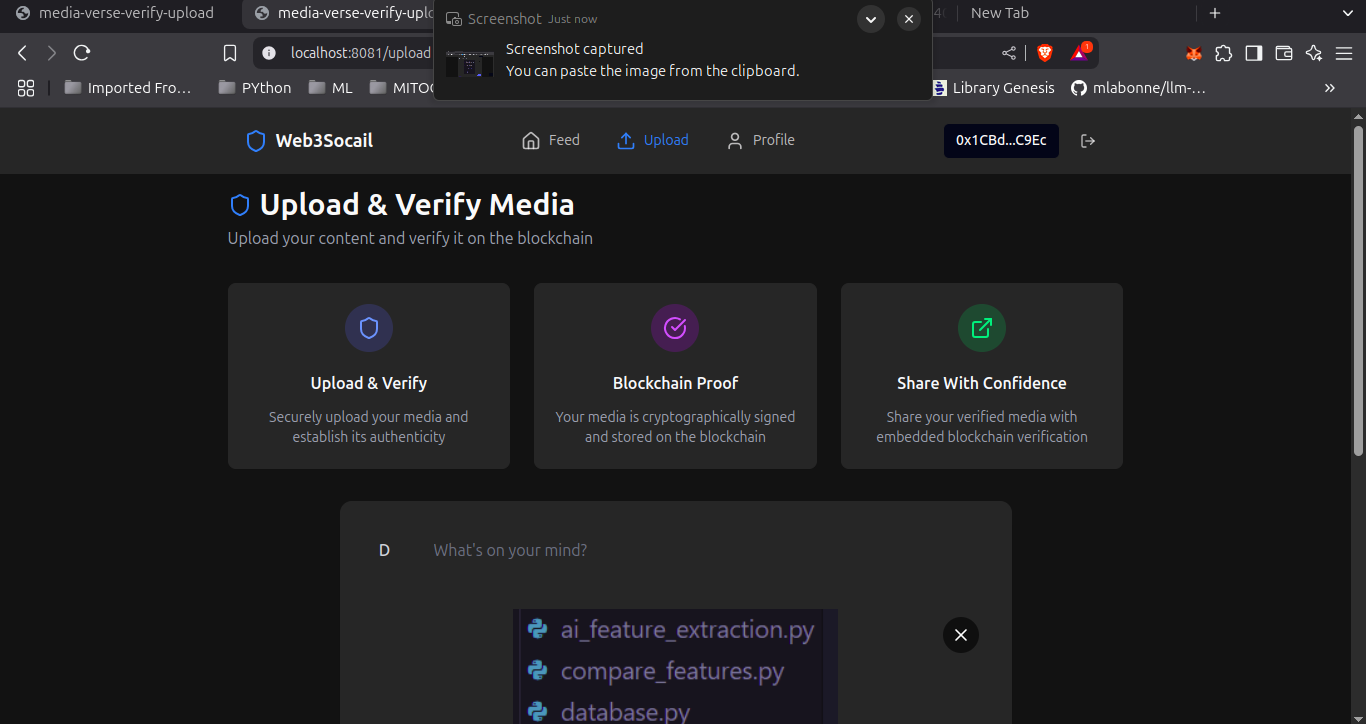 media-verse-verify-upload
media-verse-verify-uplo
New Tab
Screenshot Just now
Screenshot captured
You can paste the image from the clipboard.
localhost:8081/upload
1
Imported Fro...
PYthon
ML
MITO
Library Genesis
mlabonne/llm-...
Web3Socail
Feed
Upload
Profile
0x1CBd...C9Ec
Upload & Verify Media
Upload your content and verify it on the blockchain
Upload & Verify
Securely upload your media and
establish its authenticity
Blockchain Proof
Your media is cryptographically signed
and stored on the blockchain
Share With Confidence
Share your verified media with
embedded blockchain verification
D
What's on your mind?
ai_feature_extraction.py
compare_features.py
database.py